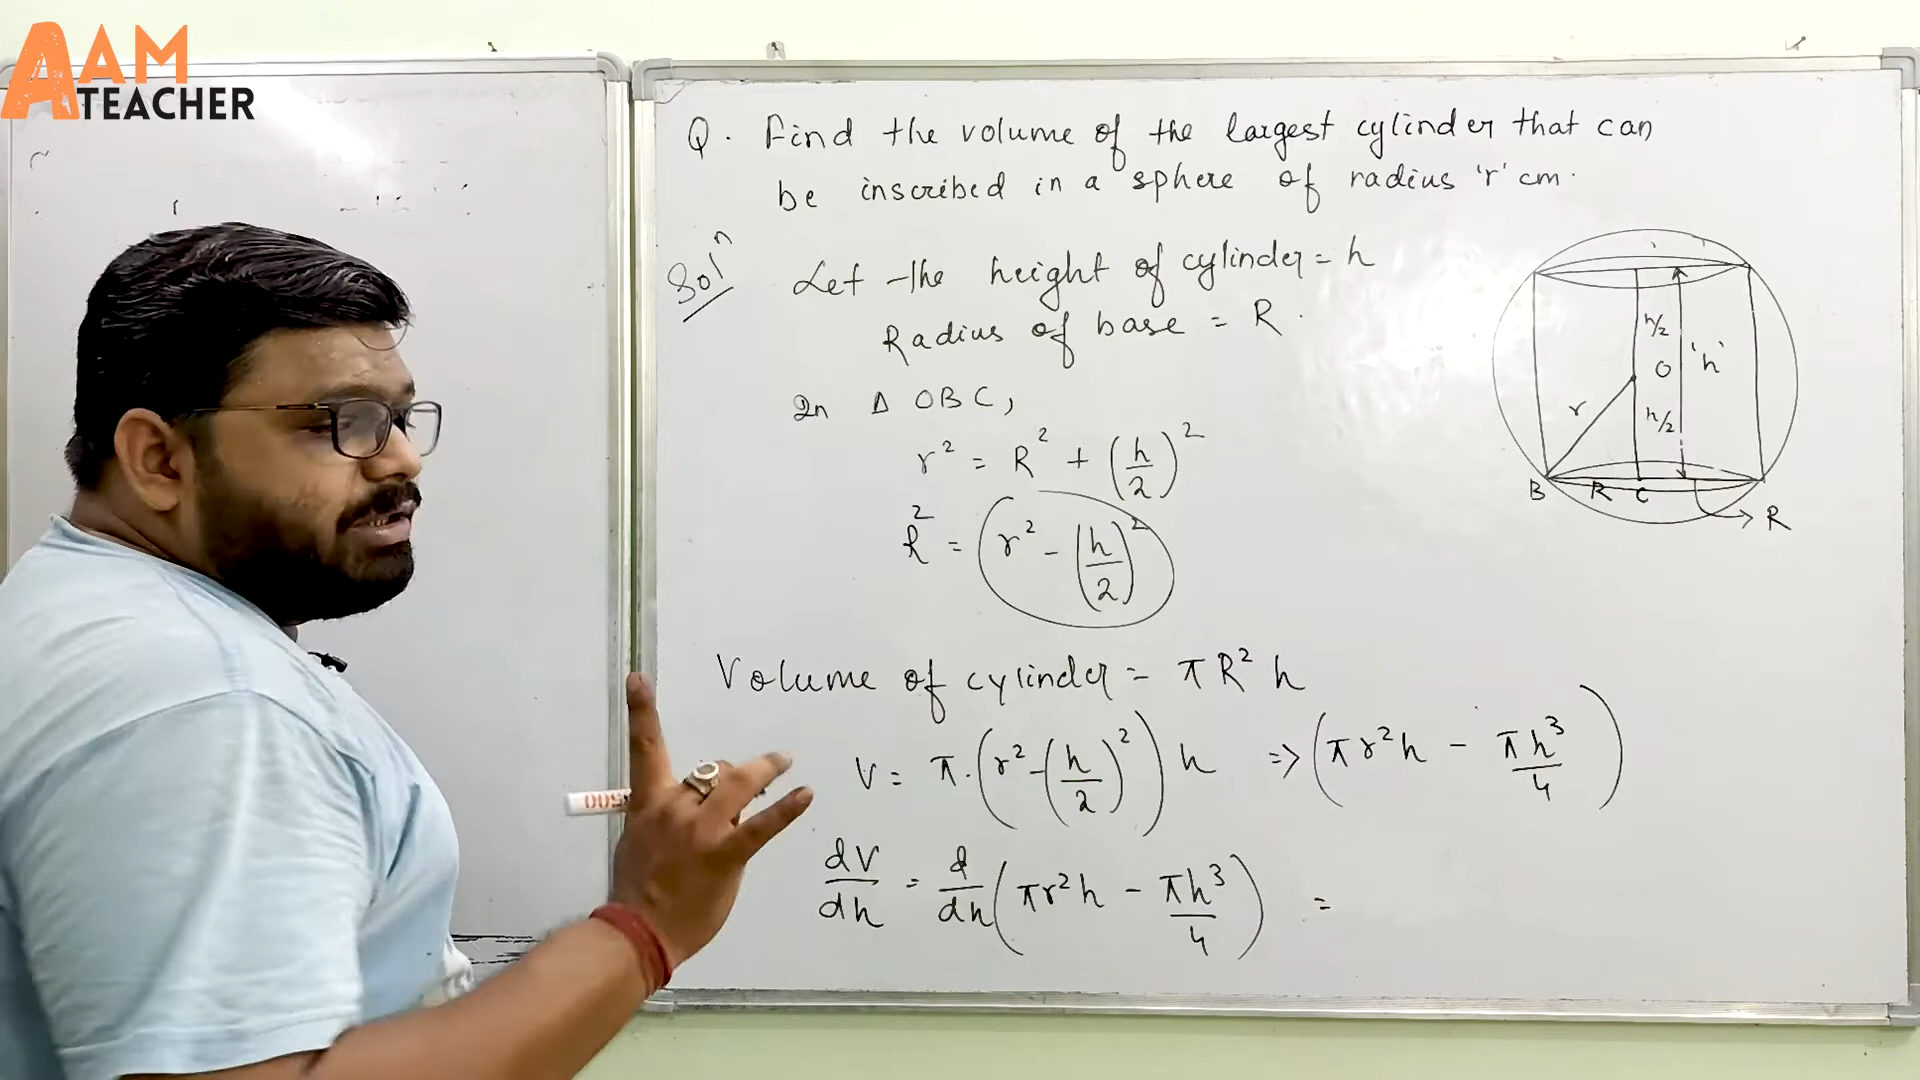 AAM
TEACHER
Q. Find the volume of the largest cylinder that can
be inscribed in a sphere of radius 'r' cm.
Solⁿ
Let the height of cylinder = h
Radius of base = R.
In Δ OBC,
r² = R² + (h/2)²
R² = r² - (h/2)²
Volume of cylinder = πR²h
V = π.(r² - (h/2)²)h => (πr²h - πh³/4)
dV/dh = d/dh(πr²h - πh³/4) =
h/2
O
'h'
r
h/2
B R C
R